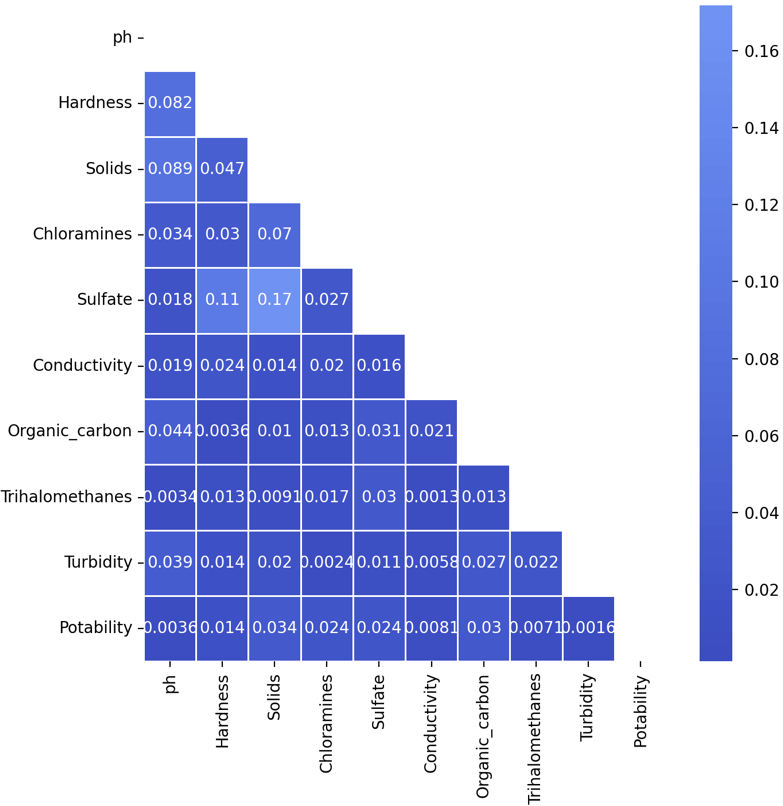 ph
Hardness 0.082
Solids 0.089 0.047
Chloramines 0.034 0.03 0.07
Sulfate 0.018 0.11 0.17 0.027
Conductivity 0.019 0.024 0.014 0.02 0.016
Organic_carbon 0.044 0.0036 0.01 0.013 0.031 0.021
Trihalomethanes 0.0034 0.013 0.0091 0.017 0.03 0.0013 0.013
Turbidity 0.039 0.014 0.02 0.0024 0.011 0.0058 0.027 0.022
Potability 0.0036 0.014 0.034 0.024 0.024 0.0081 0.03 0.0071 0.0016
ph
Hardness
Solids
Chloramines
Sulfate
Conductivity
Organic_carbon
Trihalomethanes
Turbidity
Potability
0.16
0.14
0.12
0.10
0.08
0.06
0.04
0.02